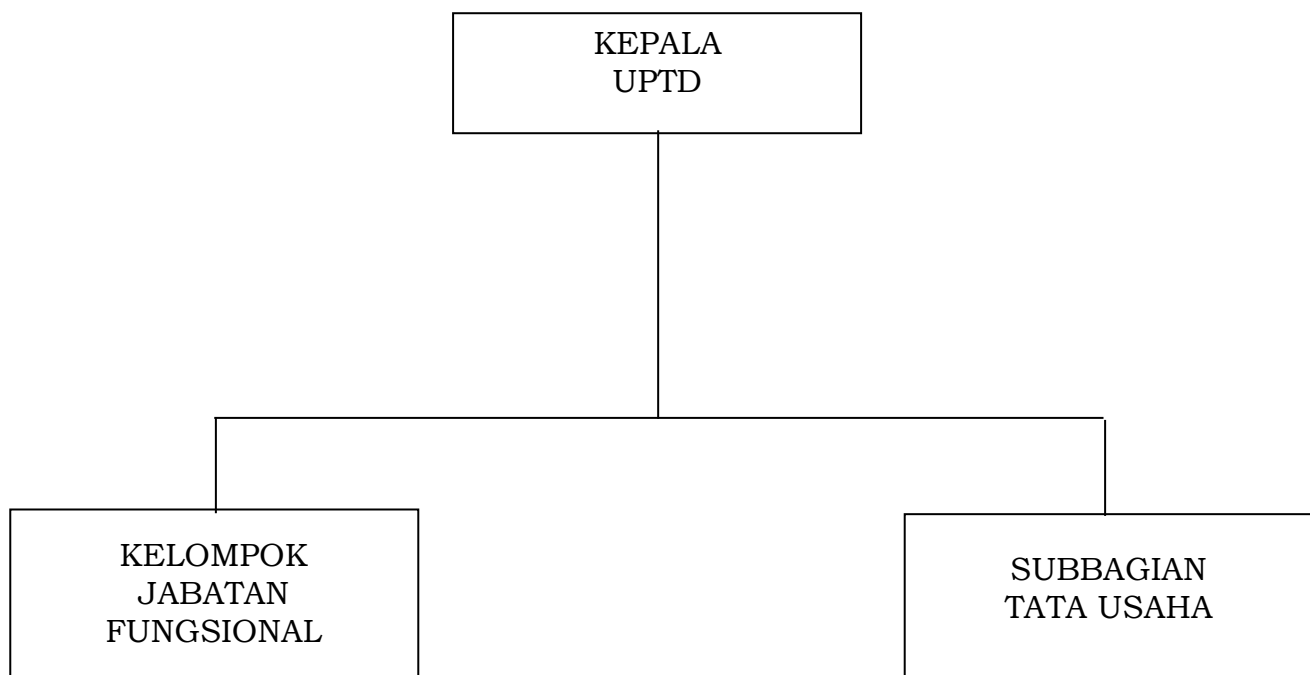 KEPALA
UPTD
KELOMPOK
JABATAN
FUNGSIONAL
SUBBAGIAN
TATA USAHA